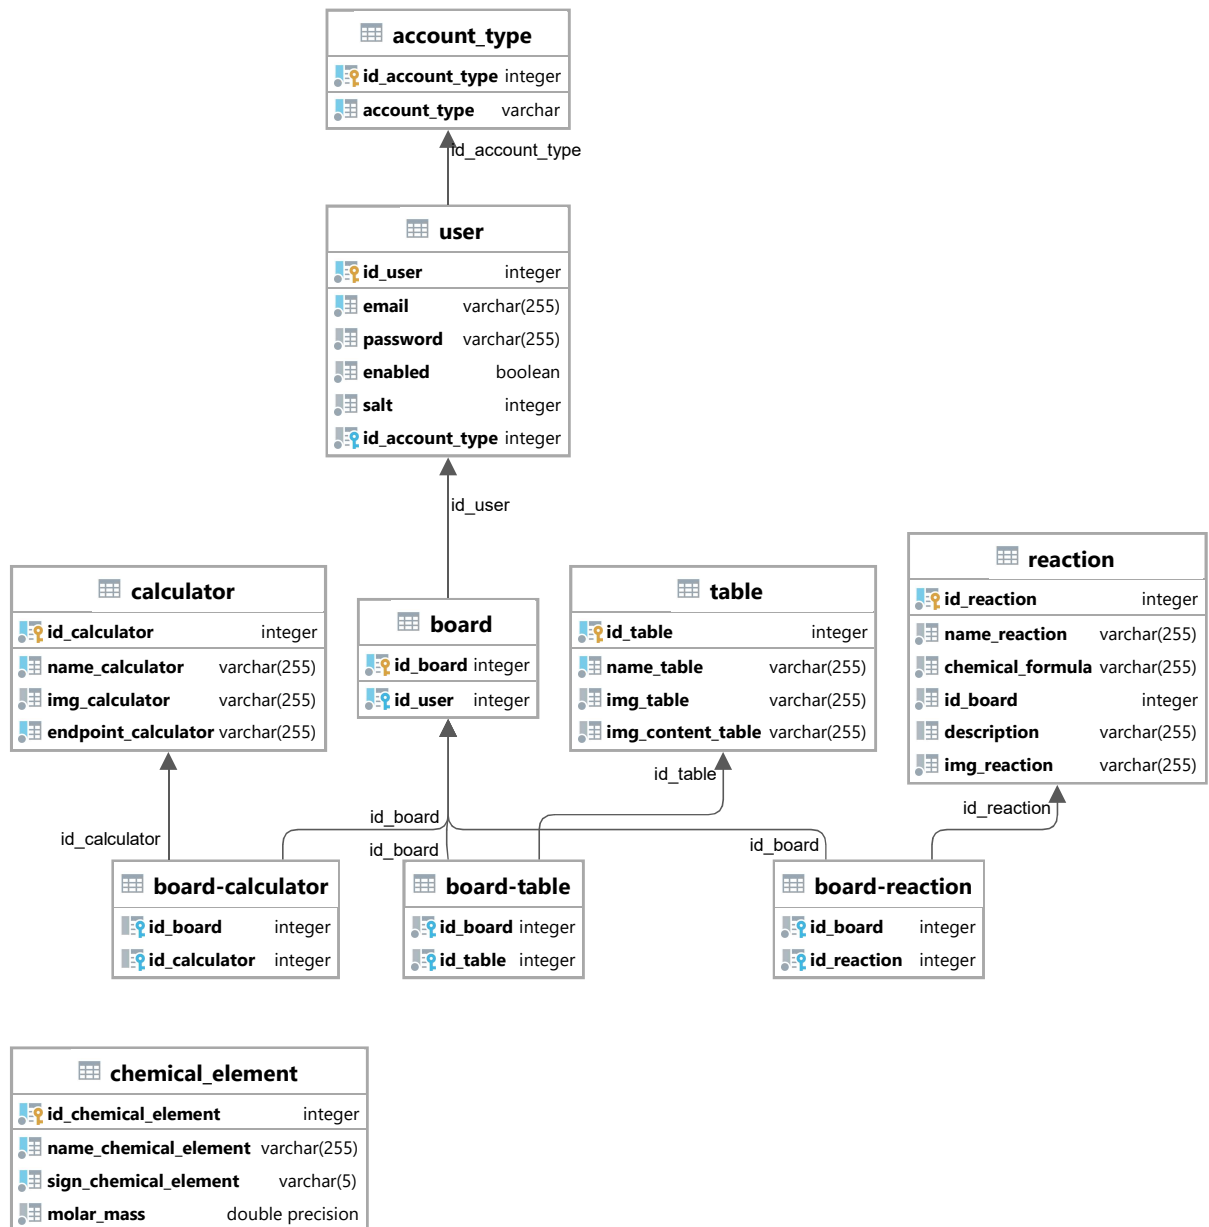 account_type
id_account_type integer
account_type varchar
id_account_type
user
id_user integer
email varchar(255)
password varchar(255)
enabled boolean
salt integer
id_account_type integer
id_user
calculator
id_calculator integer
name_calculator varchar(255)
img_calculator varchar(255)
endpoint_calculator varchar(255)
board
id_board integer
id_user integer
table
id_table integer
name_table varchar(255)
img_table varchar(255)
img_content_table varchar(255)
reaction
id_reaction integer
name_reaction varchar(255)
chemical_formula varchar(255)
id_board integer
description varchar(255)
img_reaction varchar(255)
id_calculator
id_board
id_board
id_table
id_board
id_reaction
board-calculator
id_board integer
id_calculator integer
board-table
id_board integer
id_table integer
board-reaction
id_board integer
id_reaction integer
chemical_element
id_chemical_element integer
name_chemical_element varchar(255)
sign_chemical_element varchar(5)
molar_mass double precision